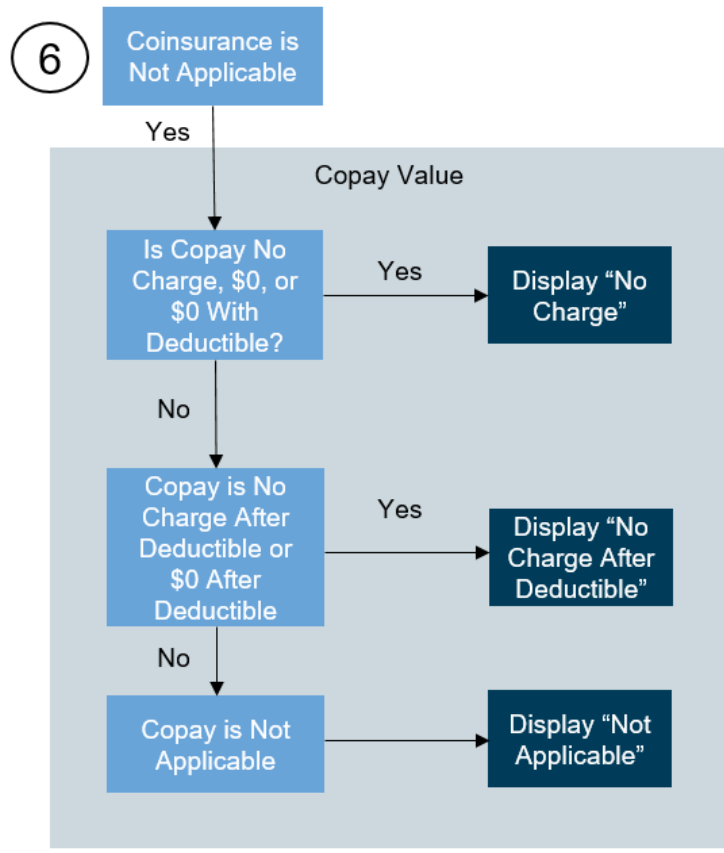 6
Coinsurance is
Not Applicable
Yes
Copay Value
Is Copay No
Charge, $0, or
$0 With
Deductible?
Yes
Display “No
Charge”
No
Copay is No
Charge After
Deductible or
$0 After
Deductible
Yes
Display “No
Charge After
Deductible”
No
Copay is Not
Applicable
Display “Not
Applicable”